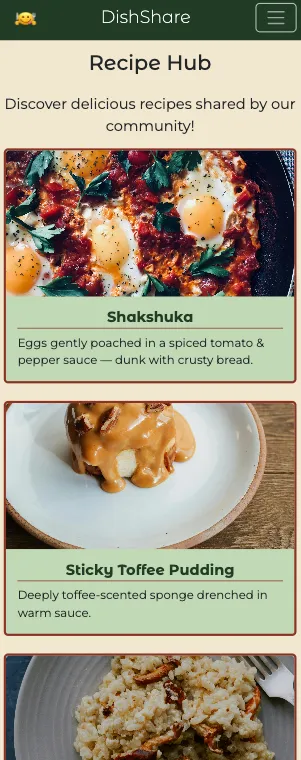 DishShare
Recipe Hub
Discover delicious recipes shared by our
community!
Shakshuka
Eggs gently poached in a spiced tomato &
pepper sauce — dunk with crusty bread.
Sticky Toffee Pudding
Deeply toffee-scented sponge drenched in
warm sauce.